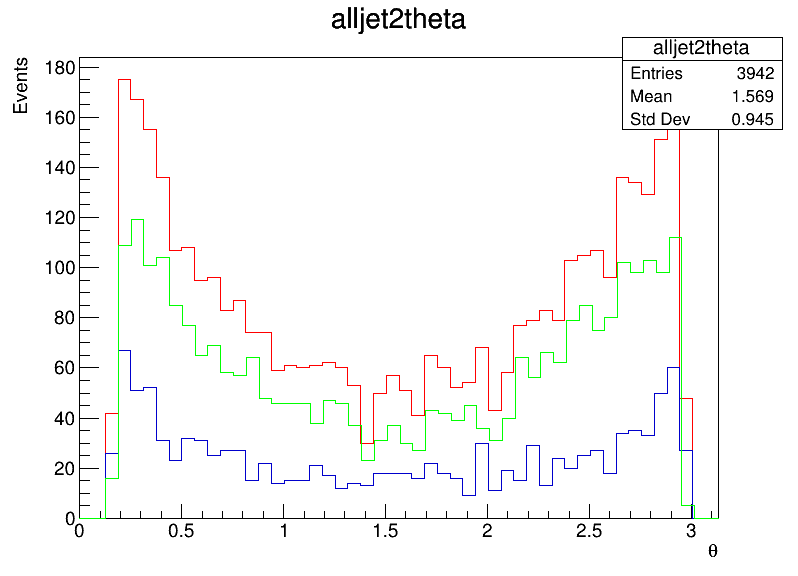 alljet2theta
Events
180
160
140
120
100
80
60
40
20
0
alljet2theta
Entries 3942
Mean 1.569
Std Dev 0.945
0 0.5 1 1.5 2 2.5 3
θ